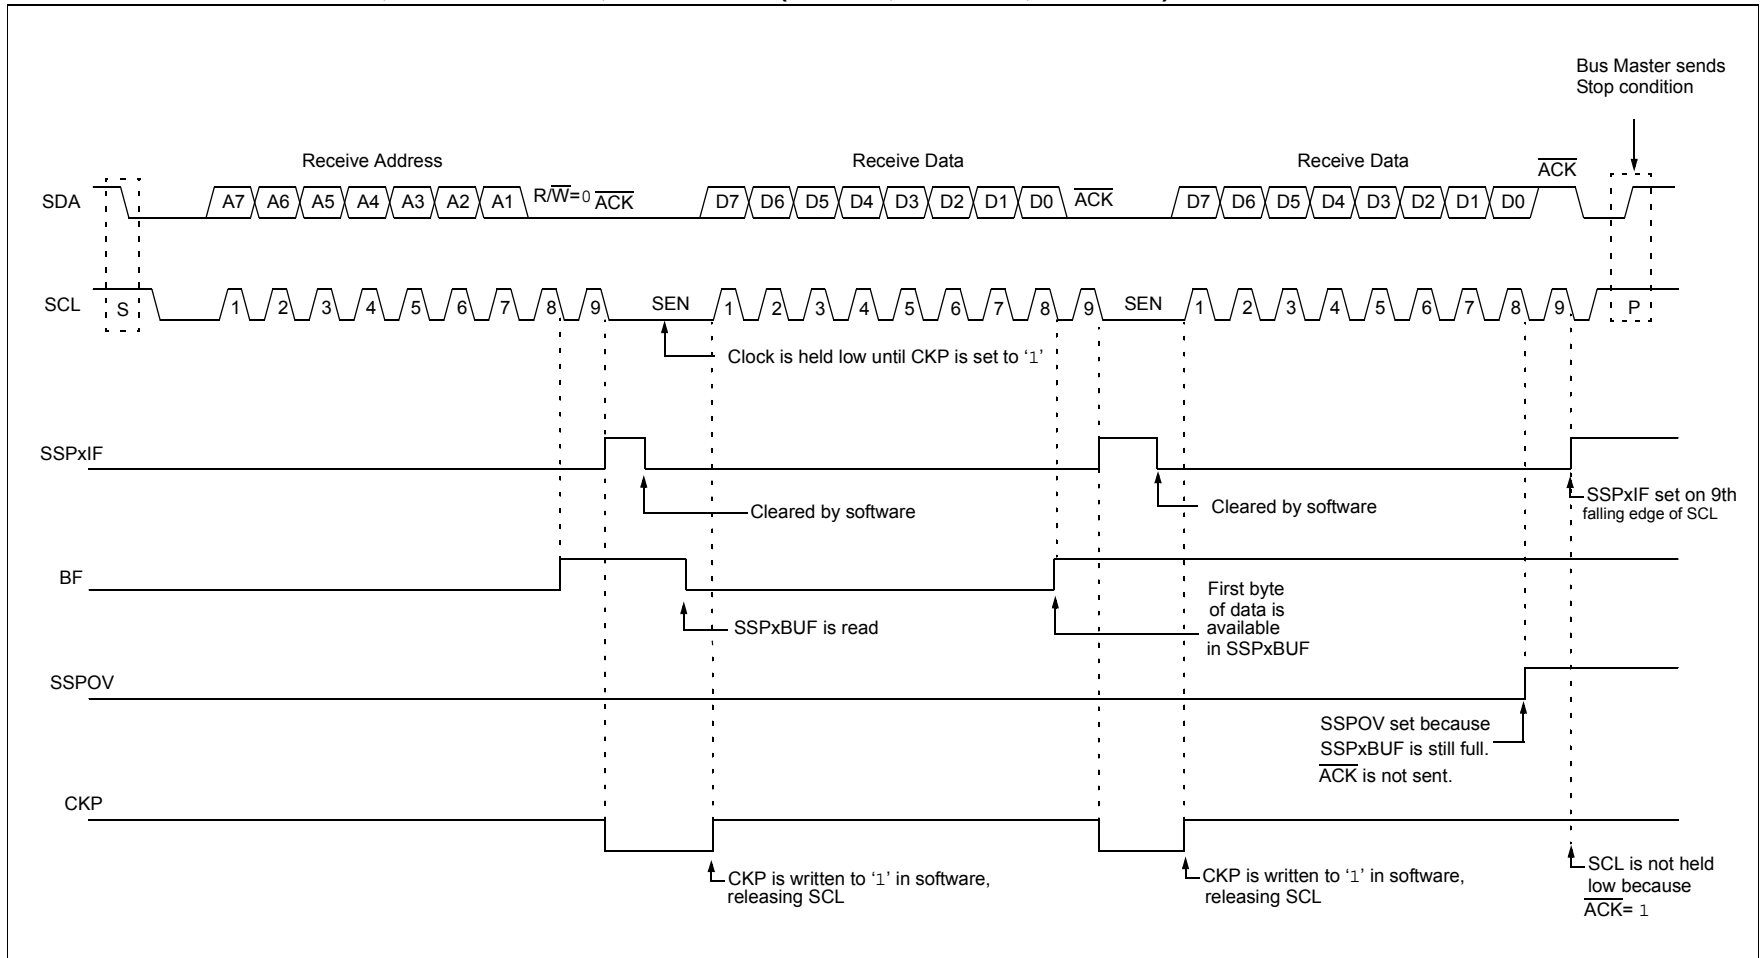 Bus Master sends
Stop condition
Receive Address
Receive Data
Receive Data
A̅C̅K̅
SDA
A7 A6 A5 A4 A3 A2 A1 R/W̅=0 A̅C̅K̅
D7 D6 D5 D4 D3 D2 D1 D0 A̅C̅K̅
D7 D6 D5 D4 D3 D2 D1 D0
SCL
S
1 2 3 4 5 6 7 8 9 SEN
1 2 3 4 5 6 7 8 9 SEN
1 2 3 4 5 6 7 8 9
P
Clock is held low until CKP is set to ‘1’
SSPxIF
Cleared by software
Cleared by software
SSPxIF set on 9th
falling edge of SCL
BF
SSPxBUF is read
First byte
of data is
available
in SSPxBUF
SSPOV
SSPOV set because
SSPxBUF is still full.
A̅C̅K̅ is not sent.
CKP
CKP is written to ‘1’ in software,
releasing SCL
CKP is written to ‘1’ in software,
releasing SCL
SCL is not held
low because
A̅C̅K̅= 1